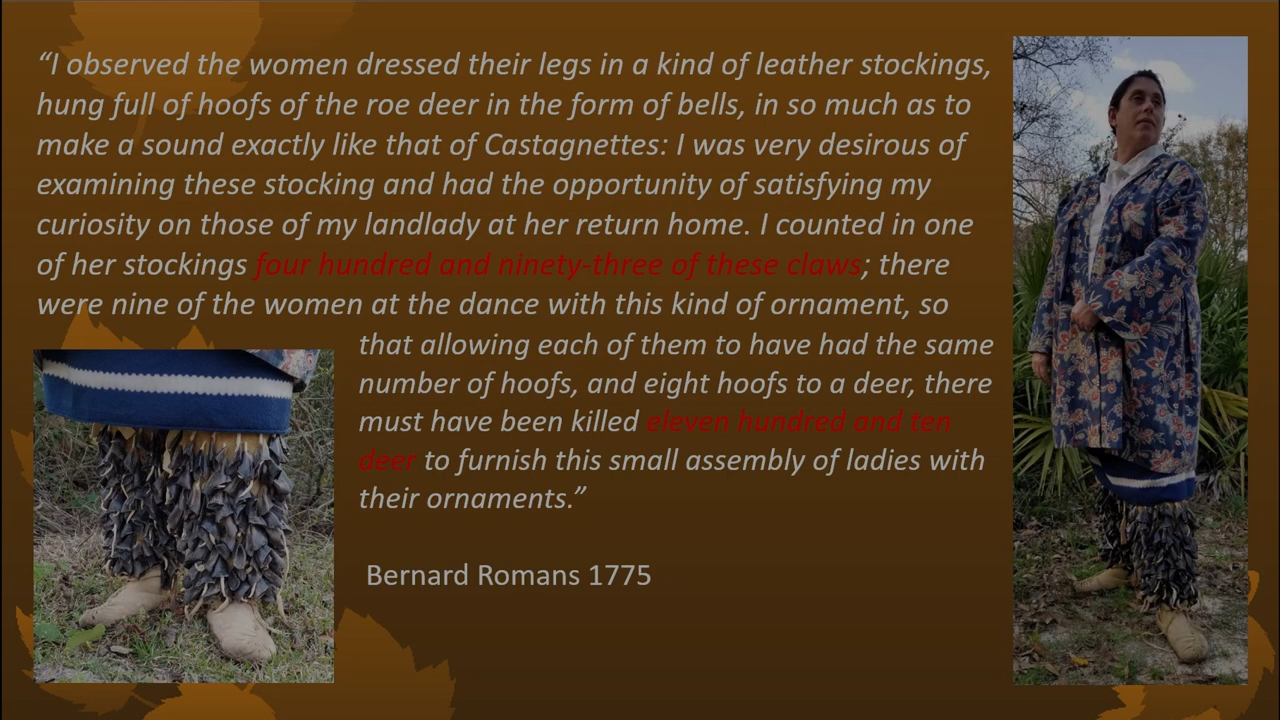 “I observed the women dressed their legs in a kind of leather stockings,
hung full of hoofs of the roe deer in the form of bells, in so much as to
make a sound exactly like that of Castagnettes: I was very desirous of
examining these stocking and had the opportunity of satisfying my
curiosity on those of my landlady at her return home. I counted in one
of her stockings four hundred and ninety-three of these claws; there
were nine of the women at the dance with this kind of ornament, so
that allowing each of them to have had the same
number of hoofs, and eight hoofs to a deer, there
must have been killed eleven hundred and ten
deer to furnish this small assembly of ladies with
their ornaments.”
Bernard Romans 1775